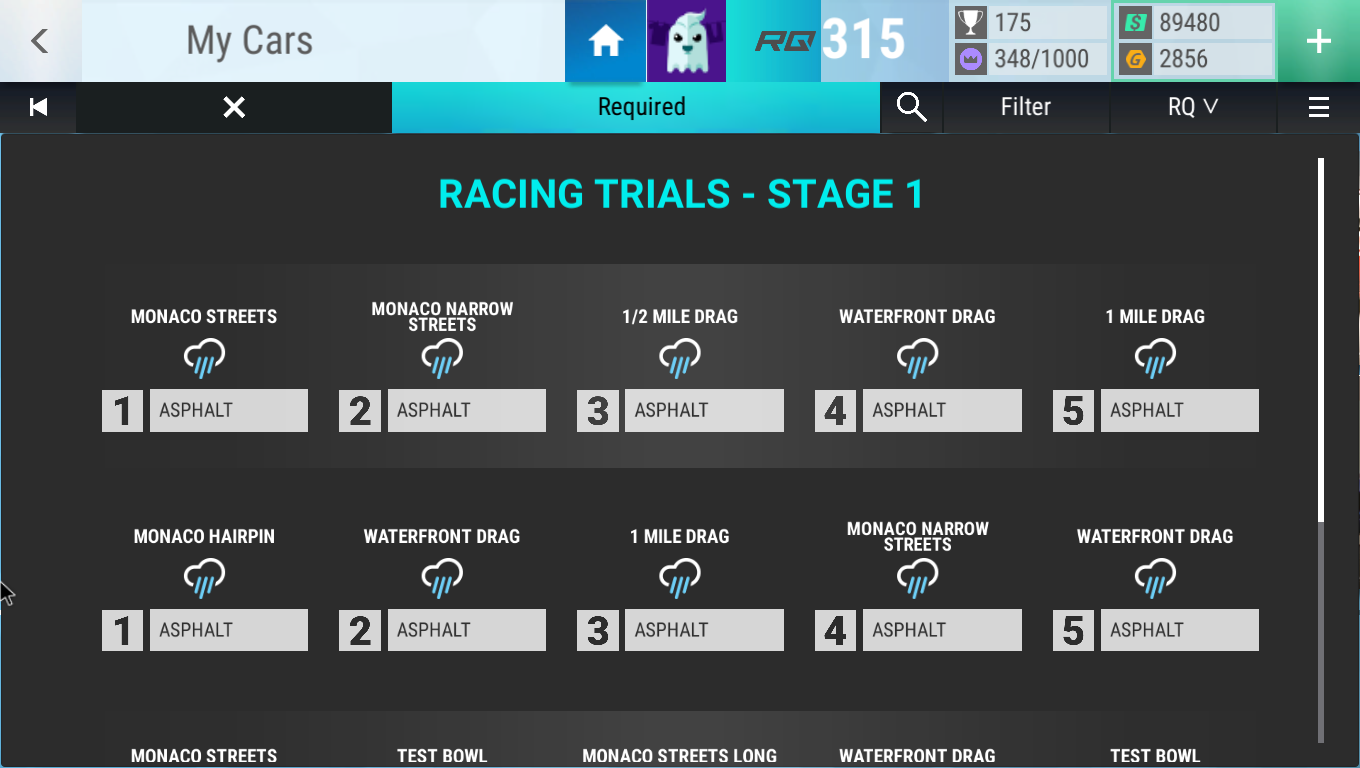 My Cars
RQ 315
175
348/1000
89480
2856
Required
Filter
RQ
RACING TRIALS - STAGE 1
MONACO STREETS
MONACO NARROW
STREETS
1/2 MILE DRAG
WATERFRONT DRAG
1 MILE DRAG
1 ASPHALT
2 ASPHALT
3 ASPHALT
4 ASPHALT
5 ASPHALT
MONACO HAIRPIN
WATERFRONT DRAG
1 MILE DRAG
MONACO NARROW
STREETS
WATERFRONT DRAG
1 ASPHALT
2 ASPHALT
3 ASPHALT
4 ASPHALT
5 ASPHALT
MONACO STREETS
TEST BOWL
MONACO STREETS LONG
WATERFRONT DRAG
TEST BOWL